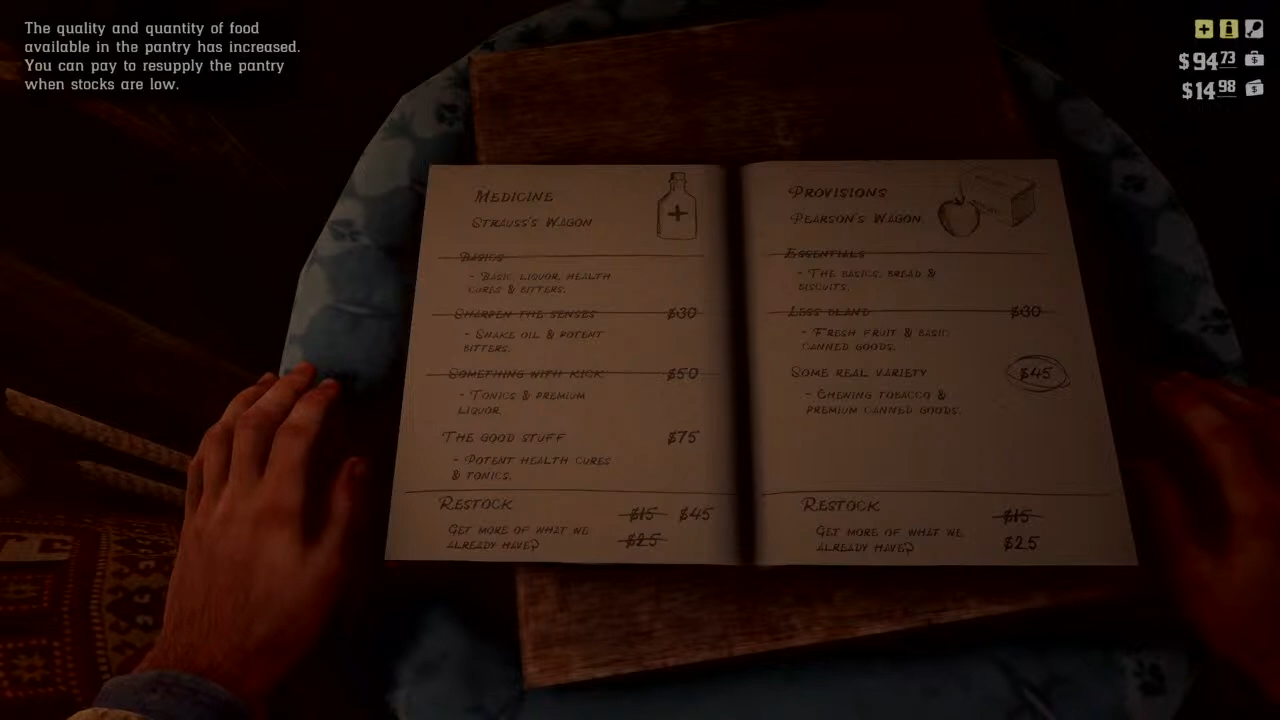 The quality and quantity of food
available in the pantry has increased.
You can pay to resupply the pantry
when stocks are low.
$94.73
$14.98
MEDICINE
STRAUSS'S WAGON
BASICS
- BASIC LIQUOR, HEALTH
CURES & BITTERS.
SHARPEN THE SENSES $30
- SNAKE OIL & POTENT
BITTERS.
SOMETHING WITH KICK $50
- TONICS & PREMIUM
LIQUOR.
THE GOOD STUFF $75
- POTENT HEALTH CURES
& TONICS.
RESTOCK $15 $45
GET MORE OF WHAT WE $25
ALREADY HAVE?
PROVISIONS
PEARSON'S WAGON
ESSENTIALS
- THE BASICS, BREAD &
BISCUITS.
LESS BLAND $30
- FRESH FRUIT & BASIC
CANNED GOODS.
SOME REAL VARIETY $45
- CHEWING TOBACCO &
PREMIUM CANNED GOODS.
RESTOCK $15
GET MORE OF WHAT WE $25
ALREADY HAVE?